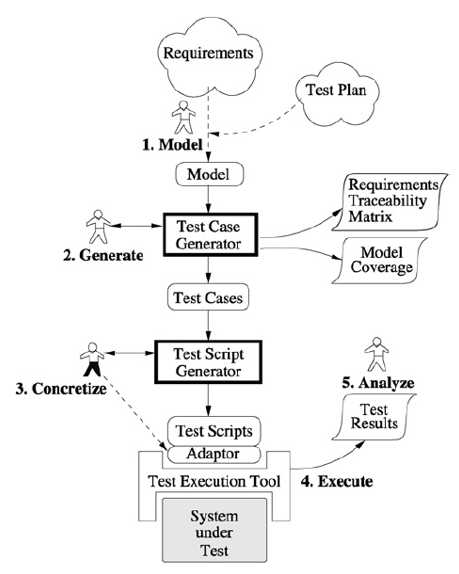 Requirements
Test Plan
1. Model
Model
Requirements
Traceability
Matrix
Test Case
Generator
2. Generate
Model
Coverage
Test Cases
Test Script
Generator
3. Concretize
5. Analyze
Test
Results
Test Scripts
Adaptor
Test Execution Tool
4. Execute
System
under
Test